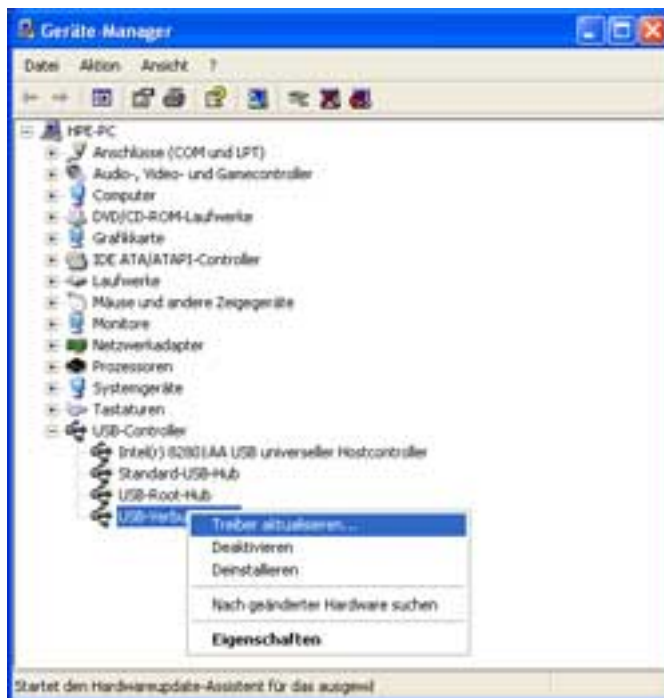 Geräte-Manager
Datei Aktion Ansicht ?
HPE-PC
Anschlüsse (COM und LPT)
Audio-, Video- und Gamecontroller
Computer
DVD/CD-ROM-Laufwerke
Grafikkarte
IDE ATA/ATAPI-Controller
Laufwerke
Mäuse und andere Zeigegeräte
Monitore
Netzwerkadapter
Prozessoren
Systemgeräte
Tastaturen
USB-Controller
Intel(r) 82801AA USB universeller Hostcontroller
Standard-USB-Hub
USB-Root-Hub
USB-Verbu
Treiber aktualisieren...
Deaktivieren
Deinstallieren
Nach geänderter Hardware suchen
Eigenschaften
Startet den Hardwareupdate-Assistent für das ausgewäl